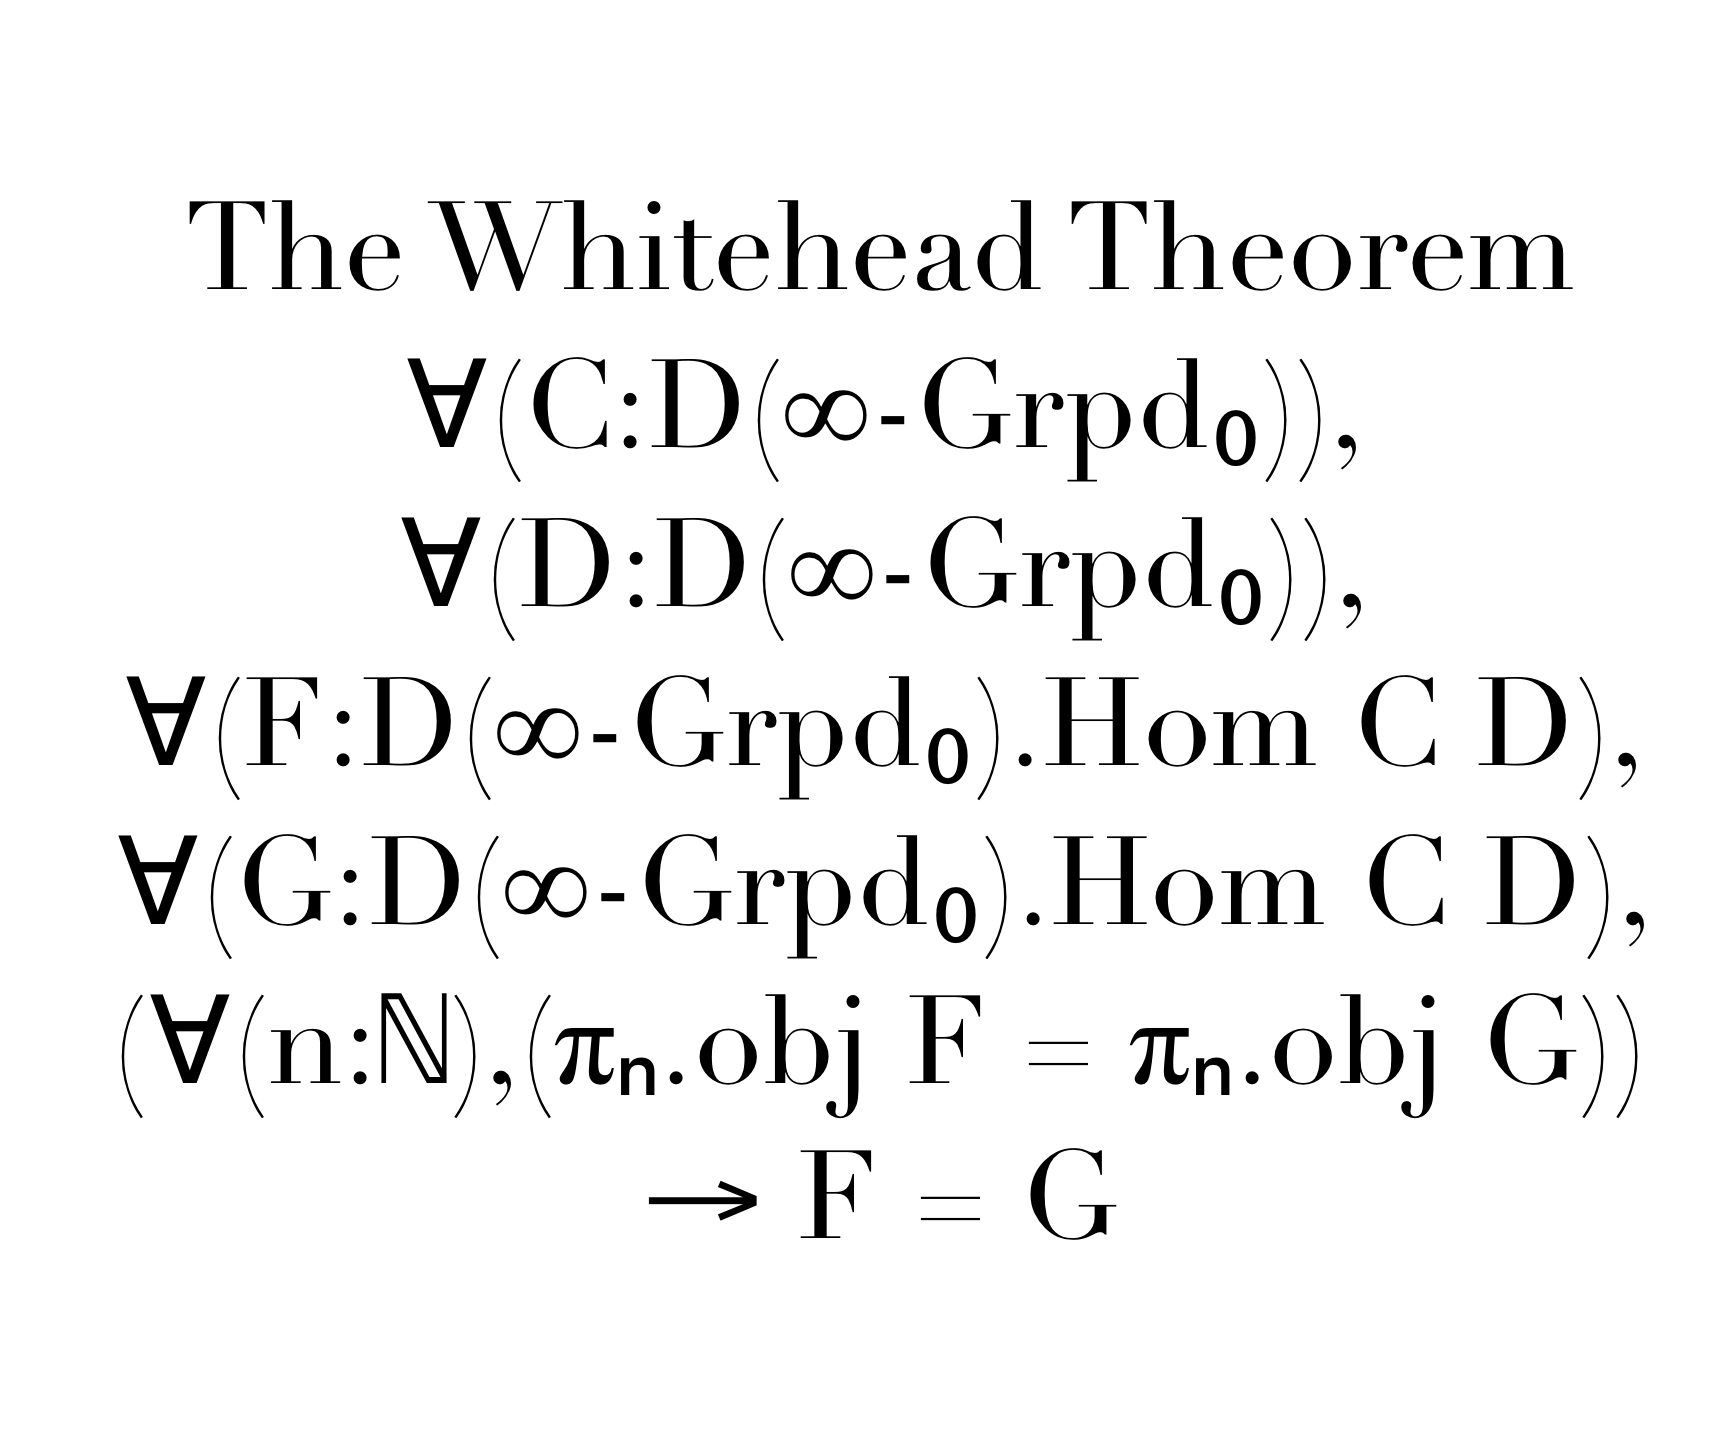 The Whitehead Theorem
∀(C:D(∞-Grpd₀)),
∀(D:D(∞-Grpd₀)),
∀(F:D(∞-Grpd₀).Hom C D),
∀(G:D(∞-Grpd₀).Hom C D),
(∀(n:ℕ),(πₙ.obj F = πₙ.obj G))
→ F = G